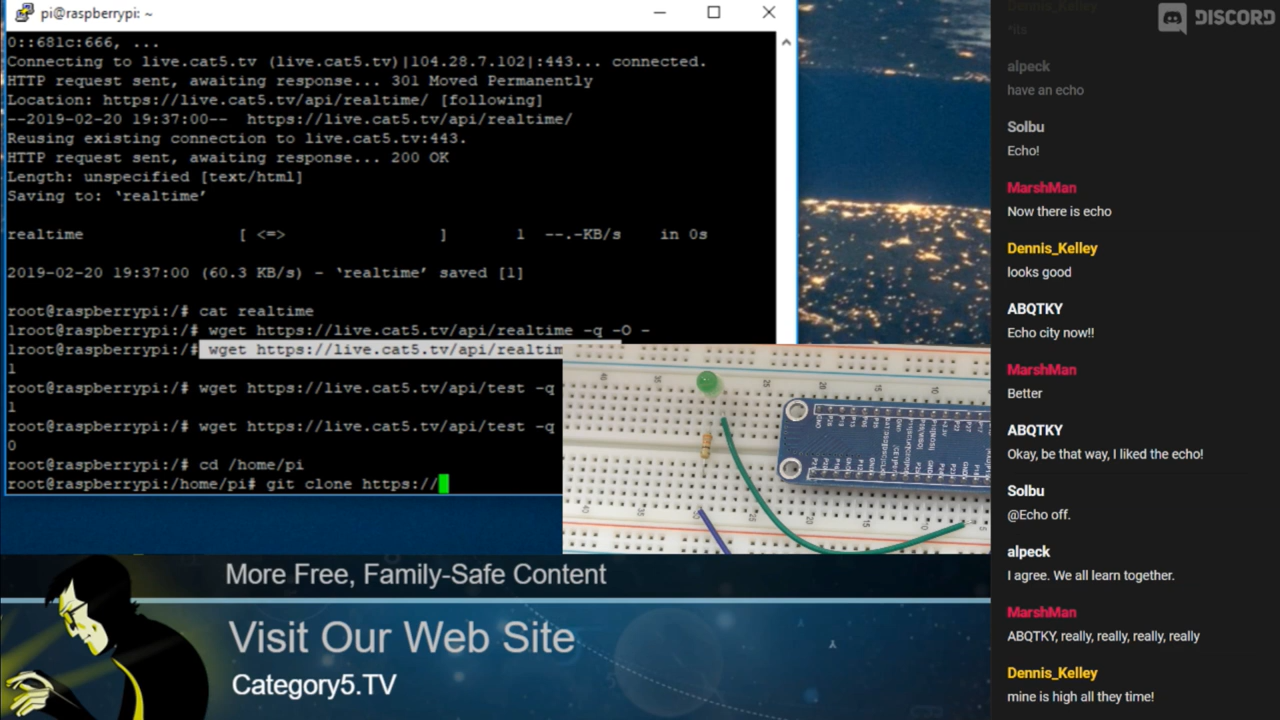 pi@raspberrypi: ~
0::681c:666, ...
Connecting to live.cat5.tv (live.cat5.tv)|104.28.7.102|:443... connected.
HTTP request sent, awaiting response... 301 Moved Permanently
Location: https://live.cat5.tv/api/realtime/ [following]
--2019-02-20 19:37:00--  https://live.cat5.tv/api/realtime/
Reusing existing connection to live.cat5.tv:443.
HTTP request sent, awaiting response... 200 OK
Length: unspecified [text/html]
Saving to: ‘realtime’
realtime [ <=> ] 1 --.-KB/s in 0s
2019-02-20 19:37:00 (60.3 KB/s) - ‘realtime’ saved [1]
root@raspberrypi:/# cat realtime
1root@raspberrypi:/# wget https://live.cat5.tv/api/realtime -q -O -
1root@raspberrypi:/# wget https://live.cat5.tv/api/realtim
1
root@raspberrypi:/# wget https://live.cat5.tv/api/test -q
1
root@raspberrypi:/# wget https://live.cat5.tv/api/test -q
0
root@raspberrypi:/# cd /home/pi
root@raspberrypi:/home/pi# git clone https://
More Free, Family-Safe Content
Visit Our Web Site
Category5.TV
DISCORD
Dennis_Kelley
*its
alpeck
have an echo
Solbu
Echo!
MarshMan
Now there is echo
Dennis_Kelley
looks good
ABQTKY
Echo city now!!
MarshMan
Better
ABQTKY
Okay, be that way, I liked the echo!
Solbu
@Echo off.
alpeck
I agree. We all learn together.
MarshMan
ABQTKY, really, really, really, really
Dennis_Kelley
mine is high all they time!